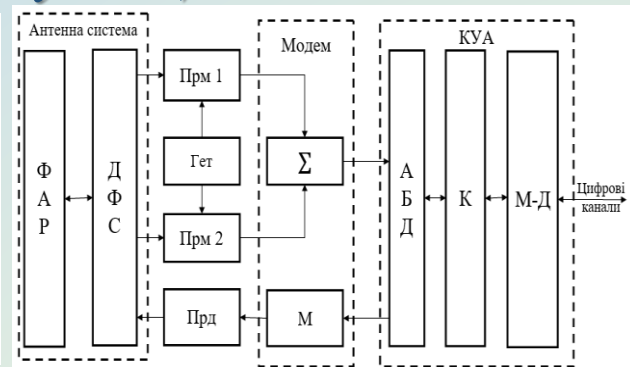 Антенна система
Модем
КУА
Ф
А
Р
Д
Ф
С
Прм 1
Гет
Прм 2
Прд
Σ
М
А
Б
Д
К
М-Д
Цифрові
канали